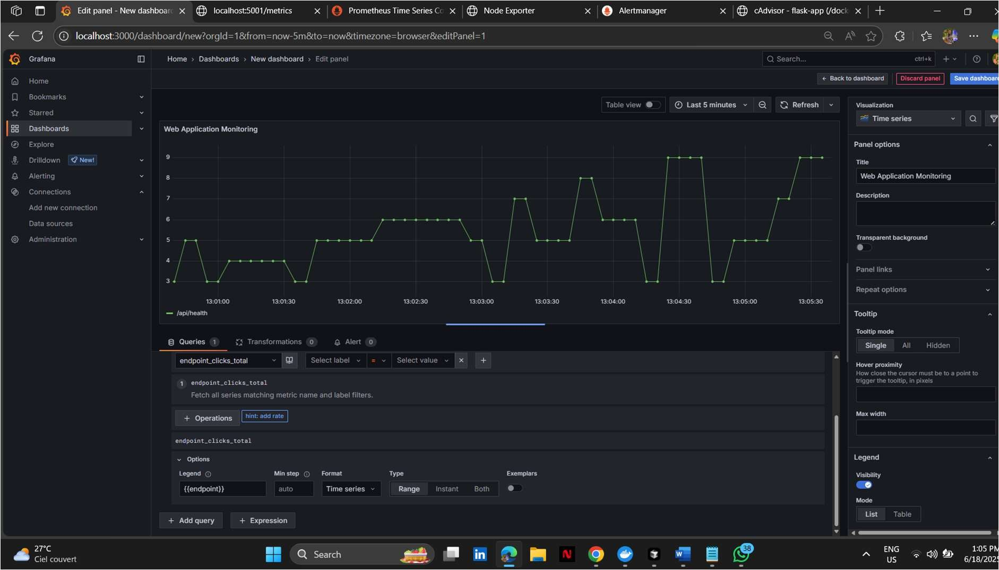 Edit panel - New dashboard
localhost:5001/metrics
Prometheus Time Series Co
Node Exporter
Alertmanager
cAdvisor - flask-app (/dock
localhost:3000/dashboard/new?orgId=1&from=now-5m&to=now&timezone=browser&editPanel=1
Grafana
Home › Dashboards › New dashboard › Edit panel
Search... ctrl+k
Back to dashboard
Discard panel
Save dashboard
Home
Bookmarks
Starred
Dashboards
Explore
Drilldown New!
Alerting
Connections
Add new connection
Data sources
Administration
Table view
Last 5 minutes
Refresh
Web Application Monitoring
9
8
7
6
5
4
3
13:01:00 13:01:30 13:02:00 13:02:30 13:03:00 13:03:30 13:04:00 13:04:30 13:05:00 13:05:30
/api/health
Queries 1 Transformations 0 Alert 0
endpoint_clicks_total Select label = Select value
1 endpoint_clicks_total
Fetch all series matching metric name and label filters.
+ Operations hint: add rate
endpoint_clicks_total
Options
Legend Min step Format Type Exemplars
{{endpoint}} auto Time series Range Instant Both
+ Add query + Expression
Visualization
Time series
Panel options
Title
Web Application Monitoring
Description
Transparent background
Panel links
Repeat options
Tooltip
Tooltip mode
Single All Hidden
Hover proximity
How close the cursor must be to a point to
trigger the tooltip, in pixels
Max width
Legend
Visibility
Mode
List Table
27°C
Ciel couvert
Search
38
ENG
US
1:05 PM
6/18/2025